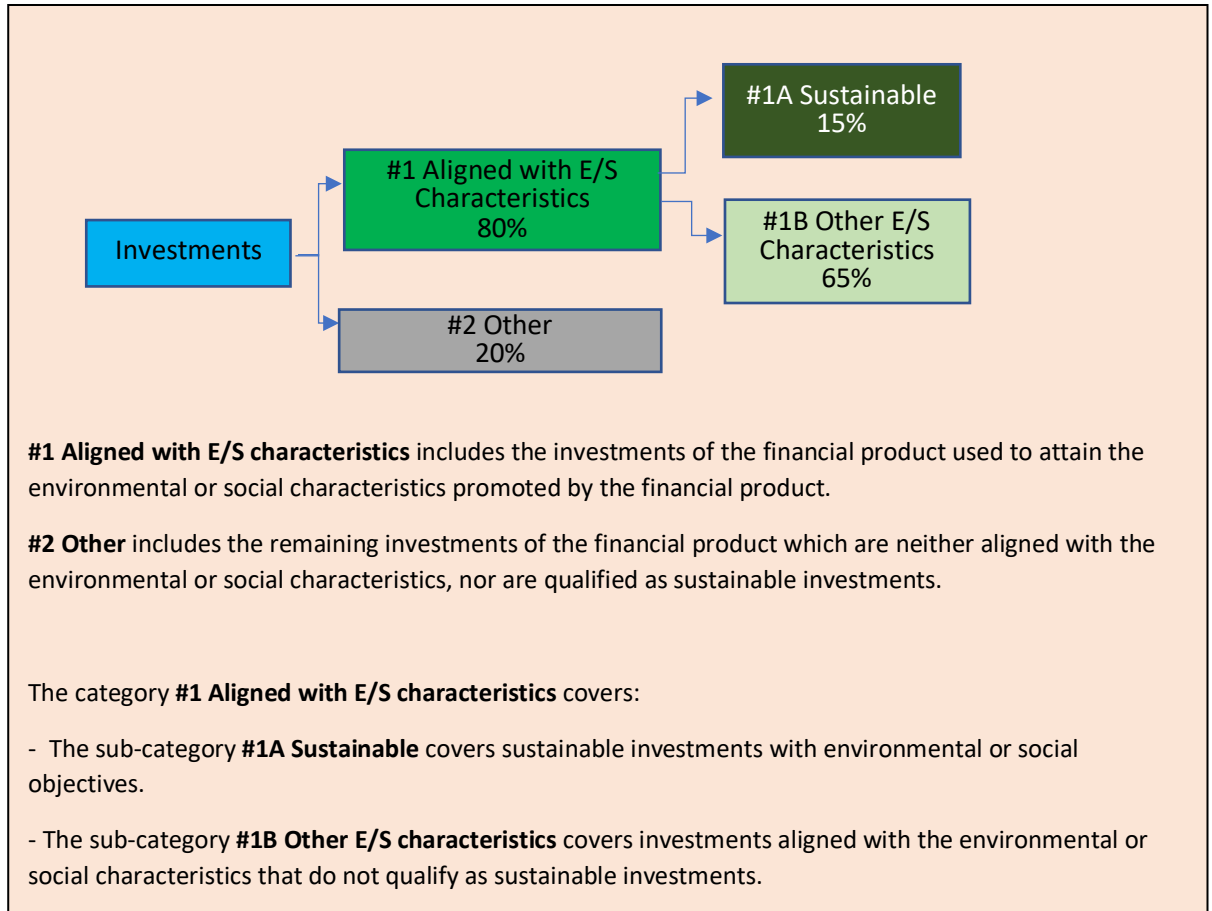 #1A Sustainable
15%
#1 Aligned with E/S
Characteristics
80%
#1B Other E/S
Characteristics
65%
Investments
#2 Other
20%
#1 Aligned with E/S characteristics includes the investments of the financial product used to attain the
environmental or social characteristics promoted by the financial product.
#2 Other includes the remaining investments of the financial product which are neither aligned with the
environmental or social characteristics, nor are qualified as sustainable investments.
The category #1 Aligned with E/S characteristics covers:
- The sub-category #1A Sustainable covers sustainable investments with environmental or social
objectives.
- The sub-category #1B Other E/S characteristics covers investments aligned with the environmental or
social characteristics that do not qualify as sustainable investments.